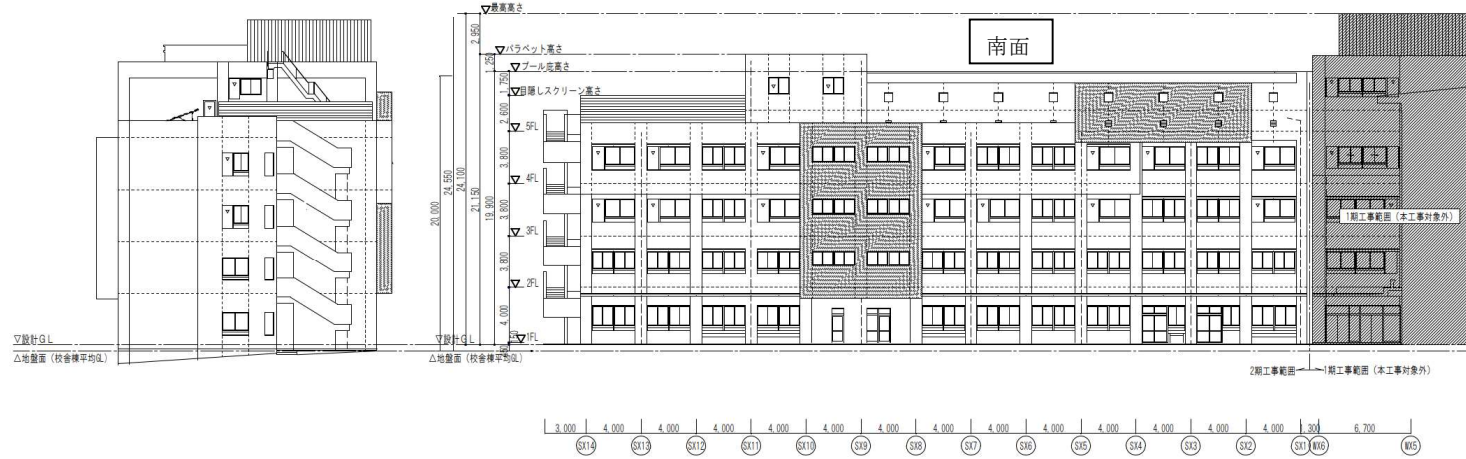 ▽最高高さ
南面
▽パラペット高さ
▽プール庇高さ
▽目隠しスクリーン高さ
2,950
250
1,750
2,600
5FL
3,800
4FL
3,800
3FL
3,800
2FL
4,000
1FL
20,000
24,550
24,100
21,150
19,900
1期工事範囲（本工事対象外）
▽設計GL
△地盤面（校舎棟平均GL）
▽設計GL
△地盤面（校舎棟平均GL）
2期工事範囲
1期工事範囲（本工事対象外）
3,000 4,000 4,000 4,000 4,000 4,000 4,000 4,000 4,000 4,000 4,000 4,000 4,000 4,000 1,300 6,700
SX14 SX13 SX12 SX11 SX10 SX9 SX8 SX7 SX6 SX5 SX4 SX3 SX2 SX1 WX6 WX5